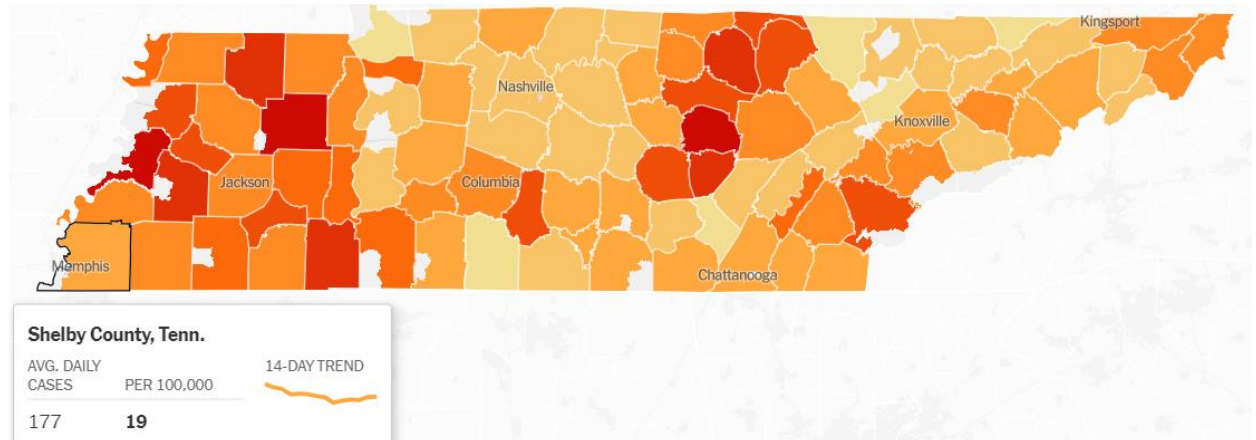 Kingsport
Nashville
Knoxville
Jackson
Columbia
Memphis
Chattanooga
Shelby County, Tenn.
AVG. DAILY
CASES
PER 100,000
14-DAY TREND
177
19